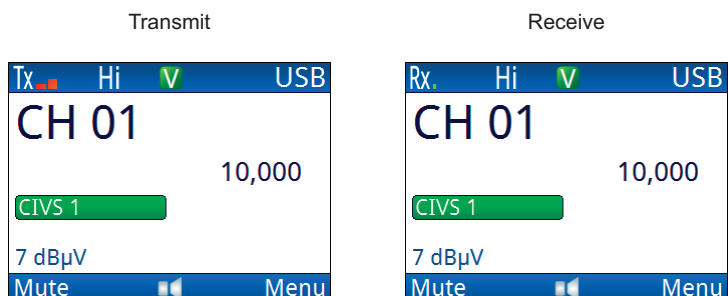 Transmit
Tx Hi V USB
CH 01
10,000
CIVS 1
7 dBµV
Mute Menu
Receive
Rx Hi V USB
CH 01
10,000
CIVS 1
7 dBµV
Mute Menu